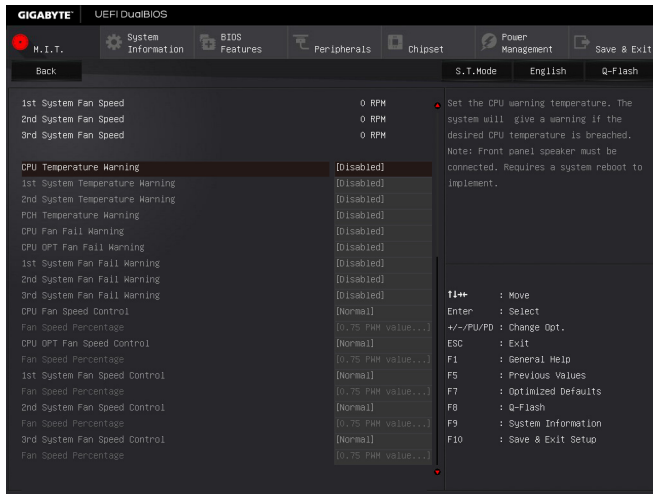 GIGABYTE™ UEFI DualBIOS
M.I.T. System Information BIOS Features Peripherals Chipset Power Management Save & Exit
Back S.T.Mode English Q-Flash
1st System Fan Speed 0 RPM
2nd System Fan Speed 0 RPM
3rd System Fan Speed 0 RPM
CPU Temperature Warning [Disabled]
1st System Temperature Warning [Disabled]
2nd System Temperature Warning [Disabled]
PCH Temperature Warning [Disabled]
CPU Fan Fail Warning [Disabled]
CPU OPT Fan Fail Warning [Disabled]
1st System Fan Fail Warning [Disabled]
2nd System Fan Fail Warning [Disabled]
3rd System Fan Fail Warning [Disabled]
CPU Fan Speed Control [Normal]
Fan Speed Percentage [0.75 PWM value...]
CPU OPT Fan Speed Control [Normal]
Fan Speed Percentage [0.75 PWM value...]
1st System Fan Speed Control [Normal]
Fan Speed Percentage [0.75 PWM value...]
2nd System Fan Speed Control [Normal]
Fan Speed Percentage [0.75 PWM value...]
3rd System Fan Speed Control [Normal]
Fan Speed Percentage [0.75 PWM value...]
Set the CPU warning temperature. The
system will give a warning if the
desired CPU temperature is breached.
Note: Front panel speaker must be
connected. Requires a system reboot to
implement.
↑↓→← : Move
Enter : Select
+/-/PU/PD : Change Opt.
ESC : Exit
F1 : General Help
F5 : Previous Values
F7 : Optimized Defaults
F8 : Q-Flash
F9 : System Information
F10 : Save & Exit Setup